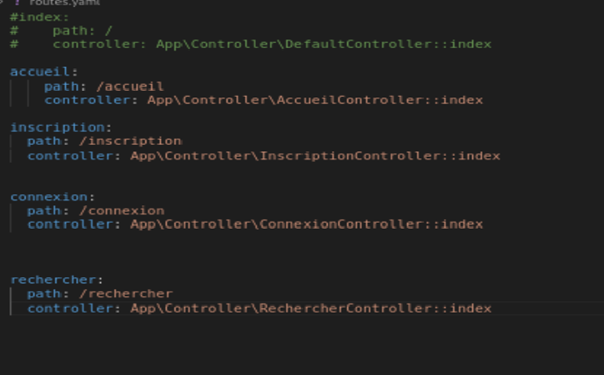 routes.yaml
#index:
#    path: /
#    controller: App\Controller\DefaultController::index
accueil:
    path: /accueil
    controller: App\Controller\AccueilController::index
inscription:
  path: /inscription
  controller: App\Controller\InscriptionController::index
connexion:
  path: /connexion
  controller: App\Controller\ConnexionController::index
rechercher:
  path: /rechercher
  controller: App\Controller\RechercherController::index